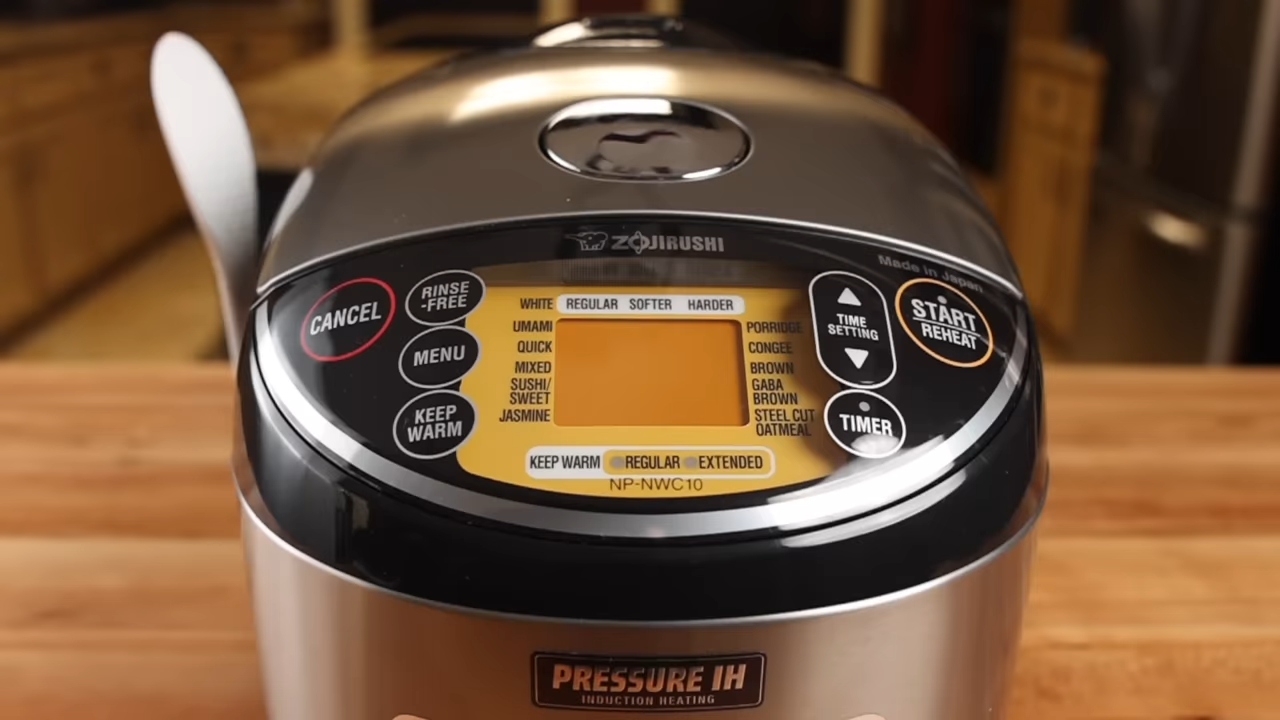 ZOJIRUSHI
Made in Japan
CANCEL
RINSE
-FREE
MENU
KEEP
WARM
WHITE REGULAR SOFTER HARDER
UMAMI
QUICK
MIXED
SUSHI/
SWEET
JASMINE
PORRIDGE
CONGEE
BROWN
GABA
BROWN
STEEL CUT
OATMEAL
KEEP WARM REGULAR EXTENDED
NP-NWC10
TIME
SETTING
TIMER
START
REHEAT
PRESSURE IH
INDUCTION HEATING